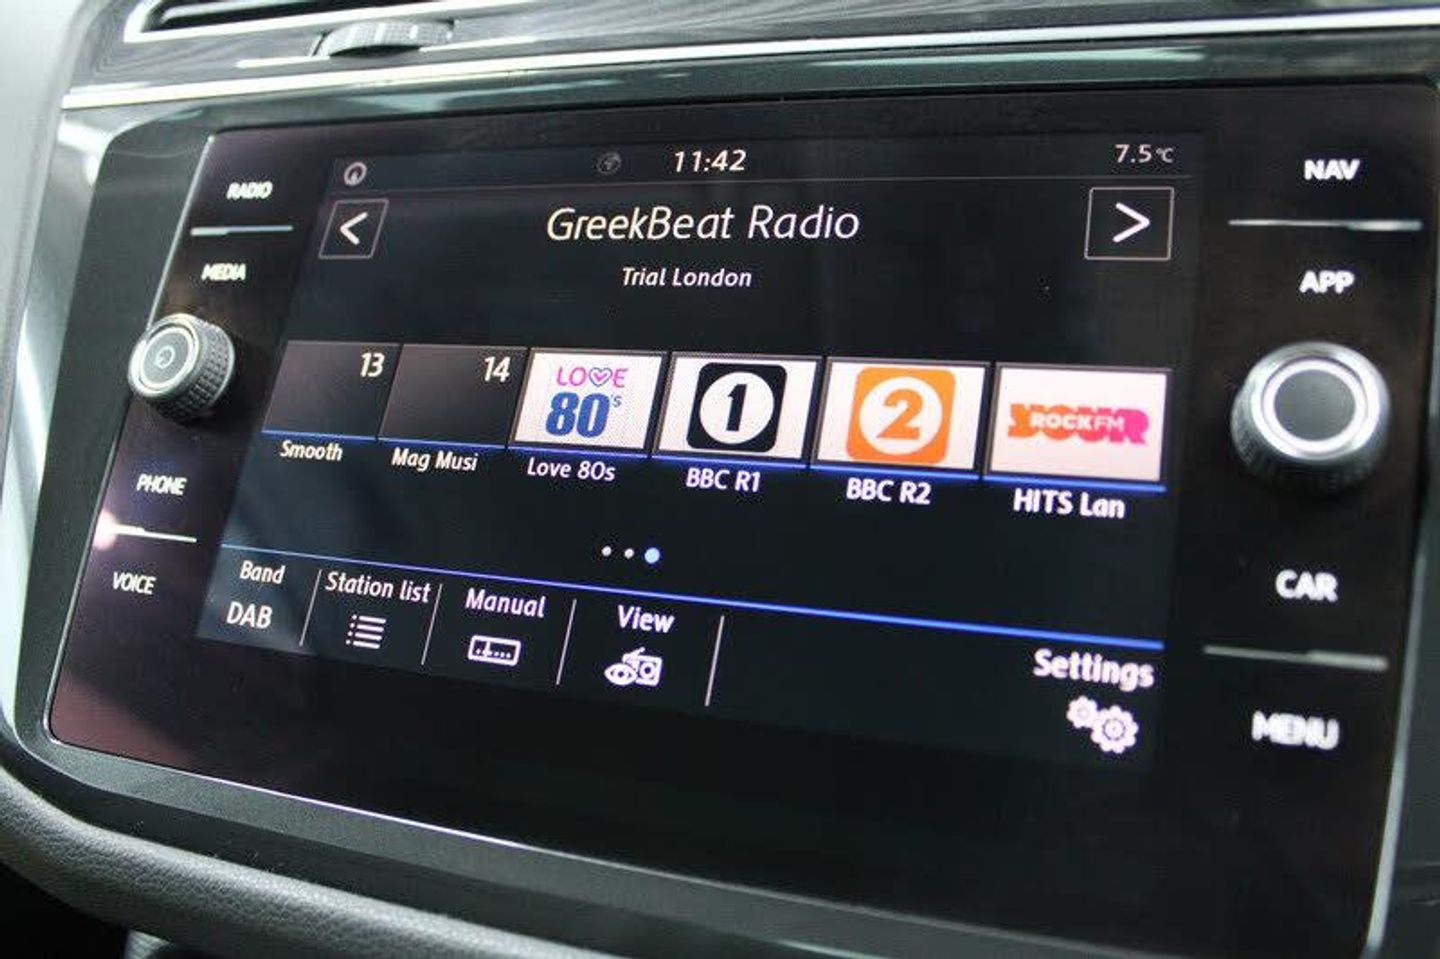 11:42
7.5°C
RADIO
MEDIA
PHONE
VOICE
<
GreekBeat Radio
>
Trial London
13
14
LOVE
80's
1
2
YOUR
ROCK FM
Smooth
Mag Musi
Love 80s
BBC R1
BBC R2
HITS Lan
Band
DAB
Station list
Manual
View
Settings
NAV
APP
CAR
MENU